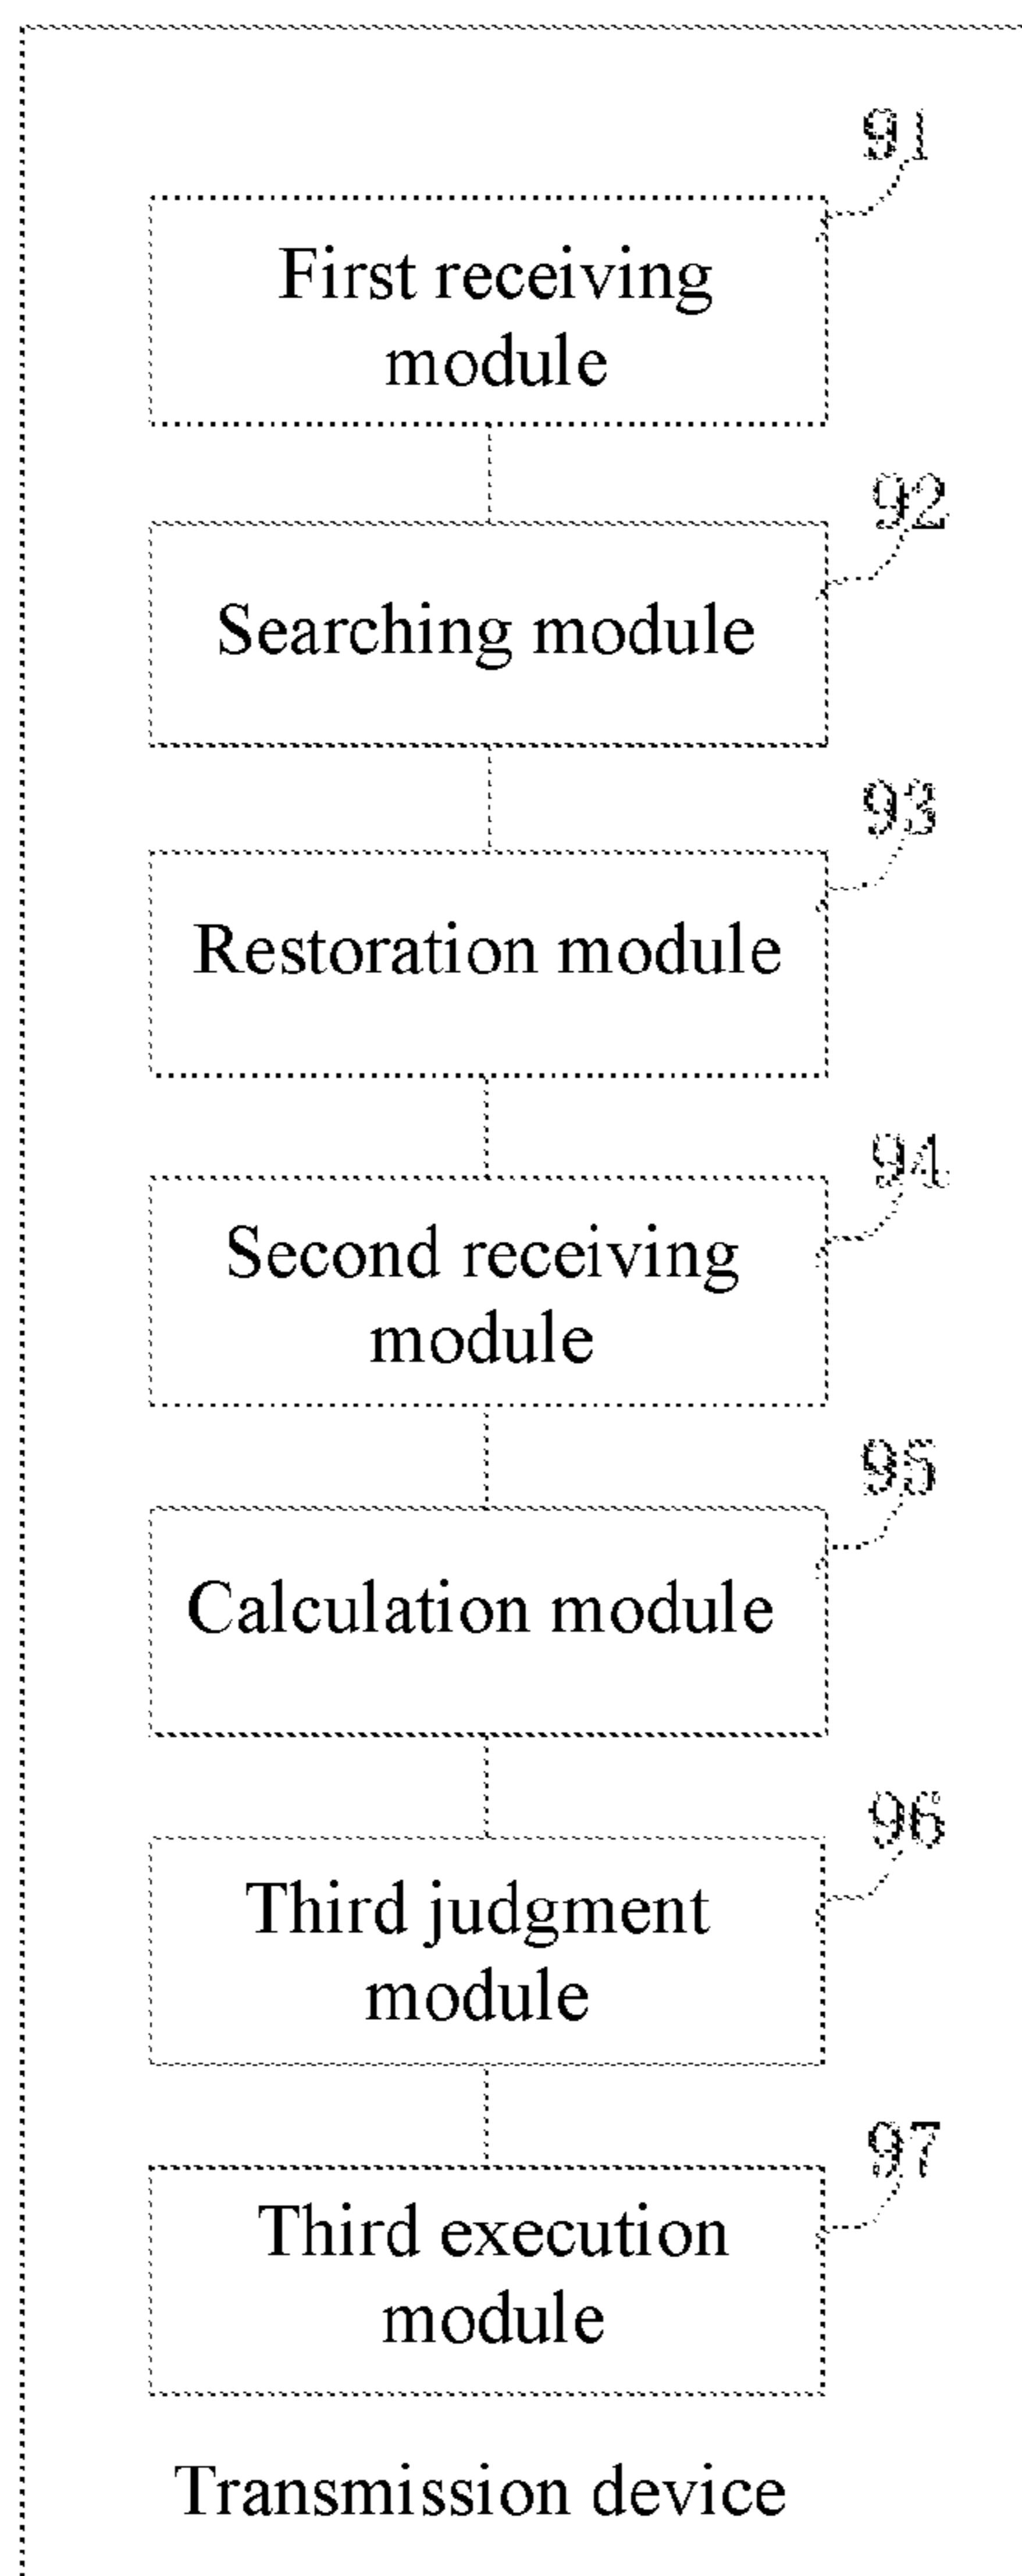 91
First receiving
module
92
Searching module
93
Restoration module
94
Second receiving
module
95
Calculation module
96
Third judgment
module
97
Third execution
module
Transmission device